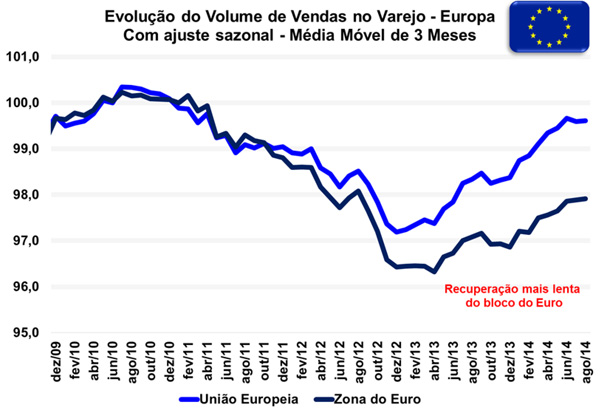 Evolução do Volume de Vendas no Varejo - Europa
Com ajuste sazonal - Média Móvel de 3 Meses
101,0
100,0
99,0
98,0
97,0
96,0
95,0
Recuperação mais lenta
do bloco do Euro
dez/09
fev/10
abr/10
jun/10
ago/10
out/10
dez/10
fev/11
abr/11
jun/11
ago/11
out/11
dez/11
fev/12
abr/12
jun/12
ago/12
out/12
dez/12
fev/13
abr/13
jun/13
ago/13
out/13
dez/13
fev/14
abr/14
jun/14
ago/14
União Europeia
Zona do Euro